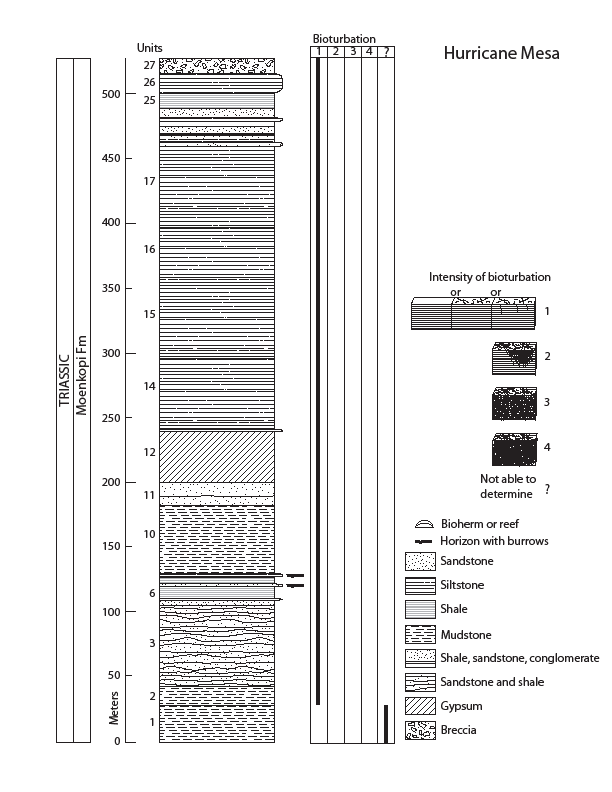 Hurricane Mesa
Units
Bioturbation
1 2 3 4 ?
27
26
25
17
16
15
14
12
11
10
6
3
2
1
500
450
400
350
300
250
200
150
100
50
0
Meters
TRIASSIC
Moenkopi Fm
Intensity of bioturbation
or or
1
2
3
4
Not able to
determine ?
Bioherm or reef
Horizon with burrows
Sandstone
Siltstone
Shale
Mudstone
Shale, sandstone, conglomerate
Sandstone and shale
Gypsum
Breccia